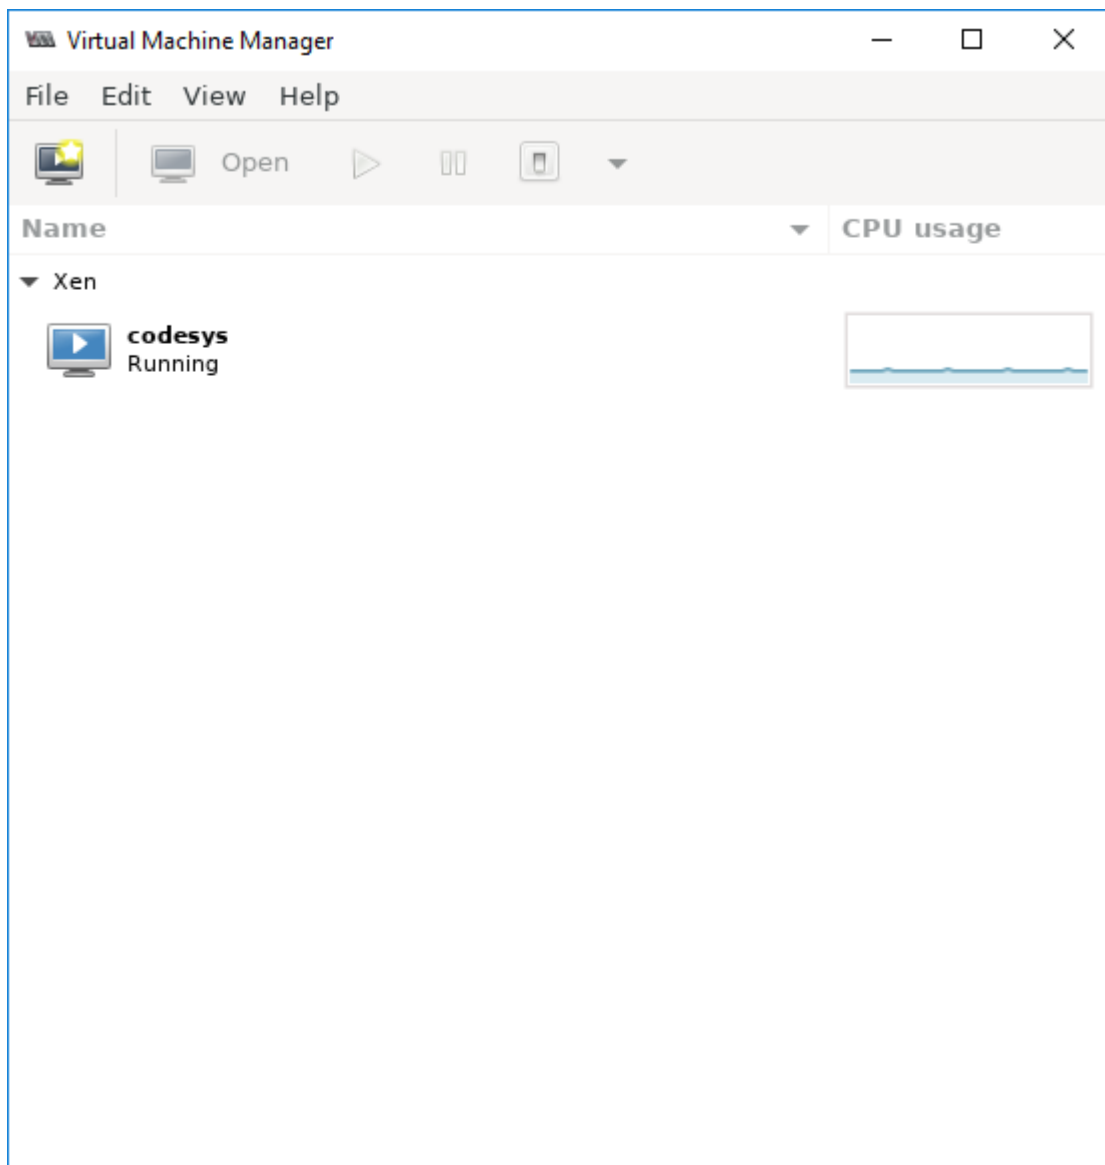 Virtual Machine Manager
File Edit View Help
Open
Name CPU usage
Xen
codesys
Running